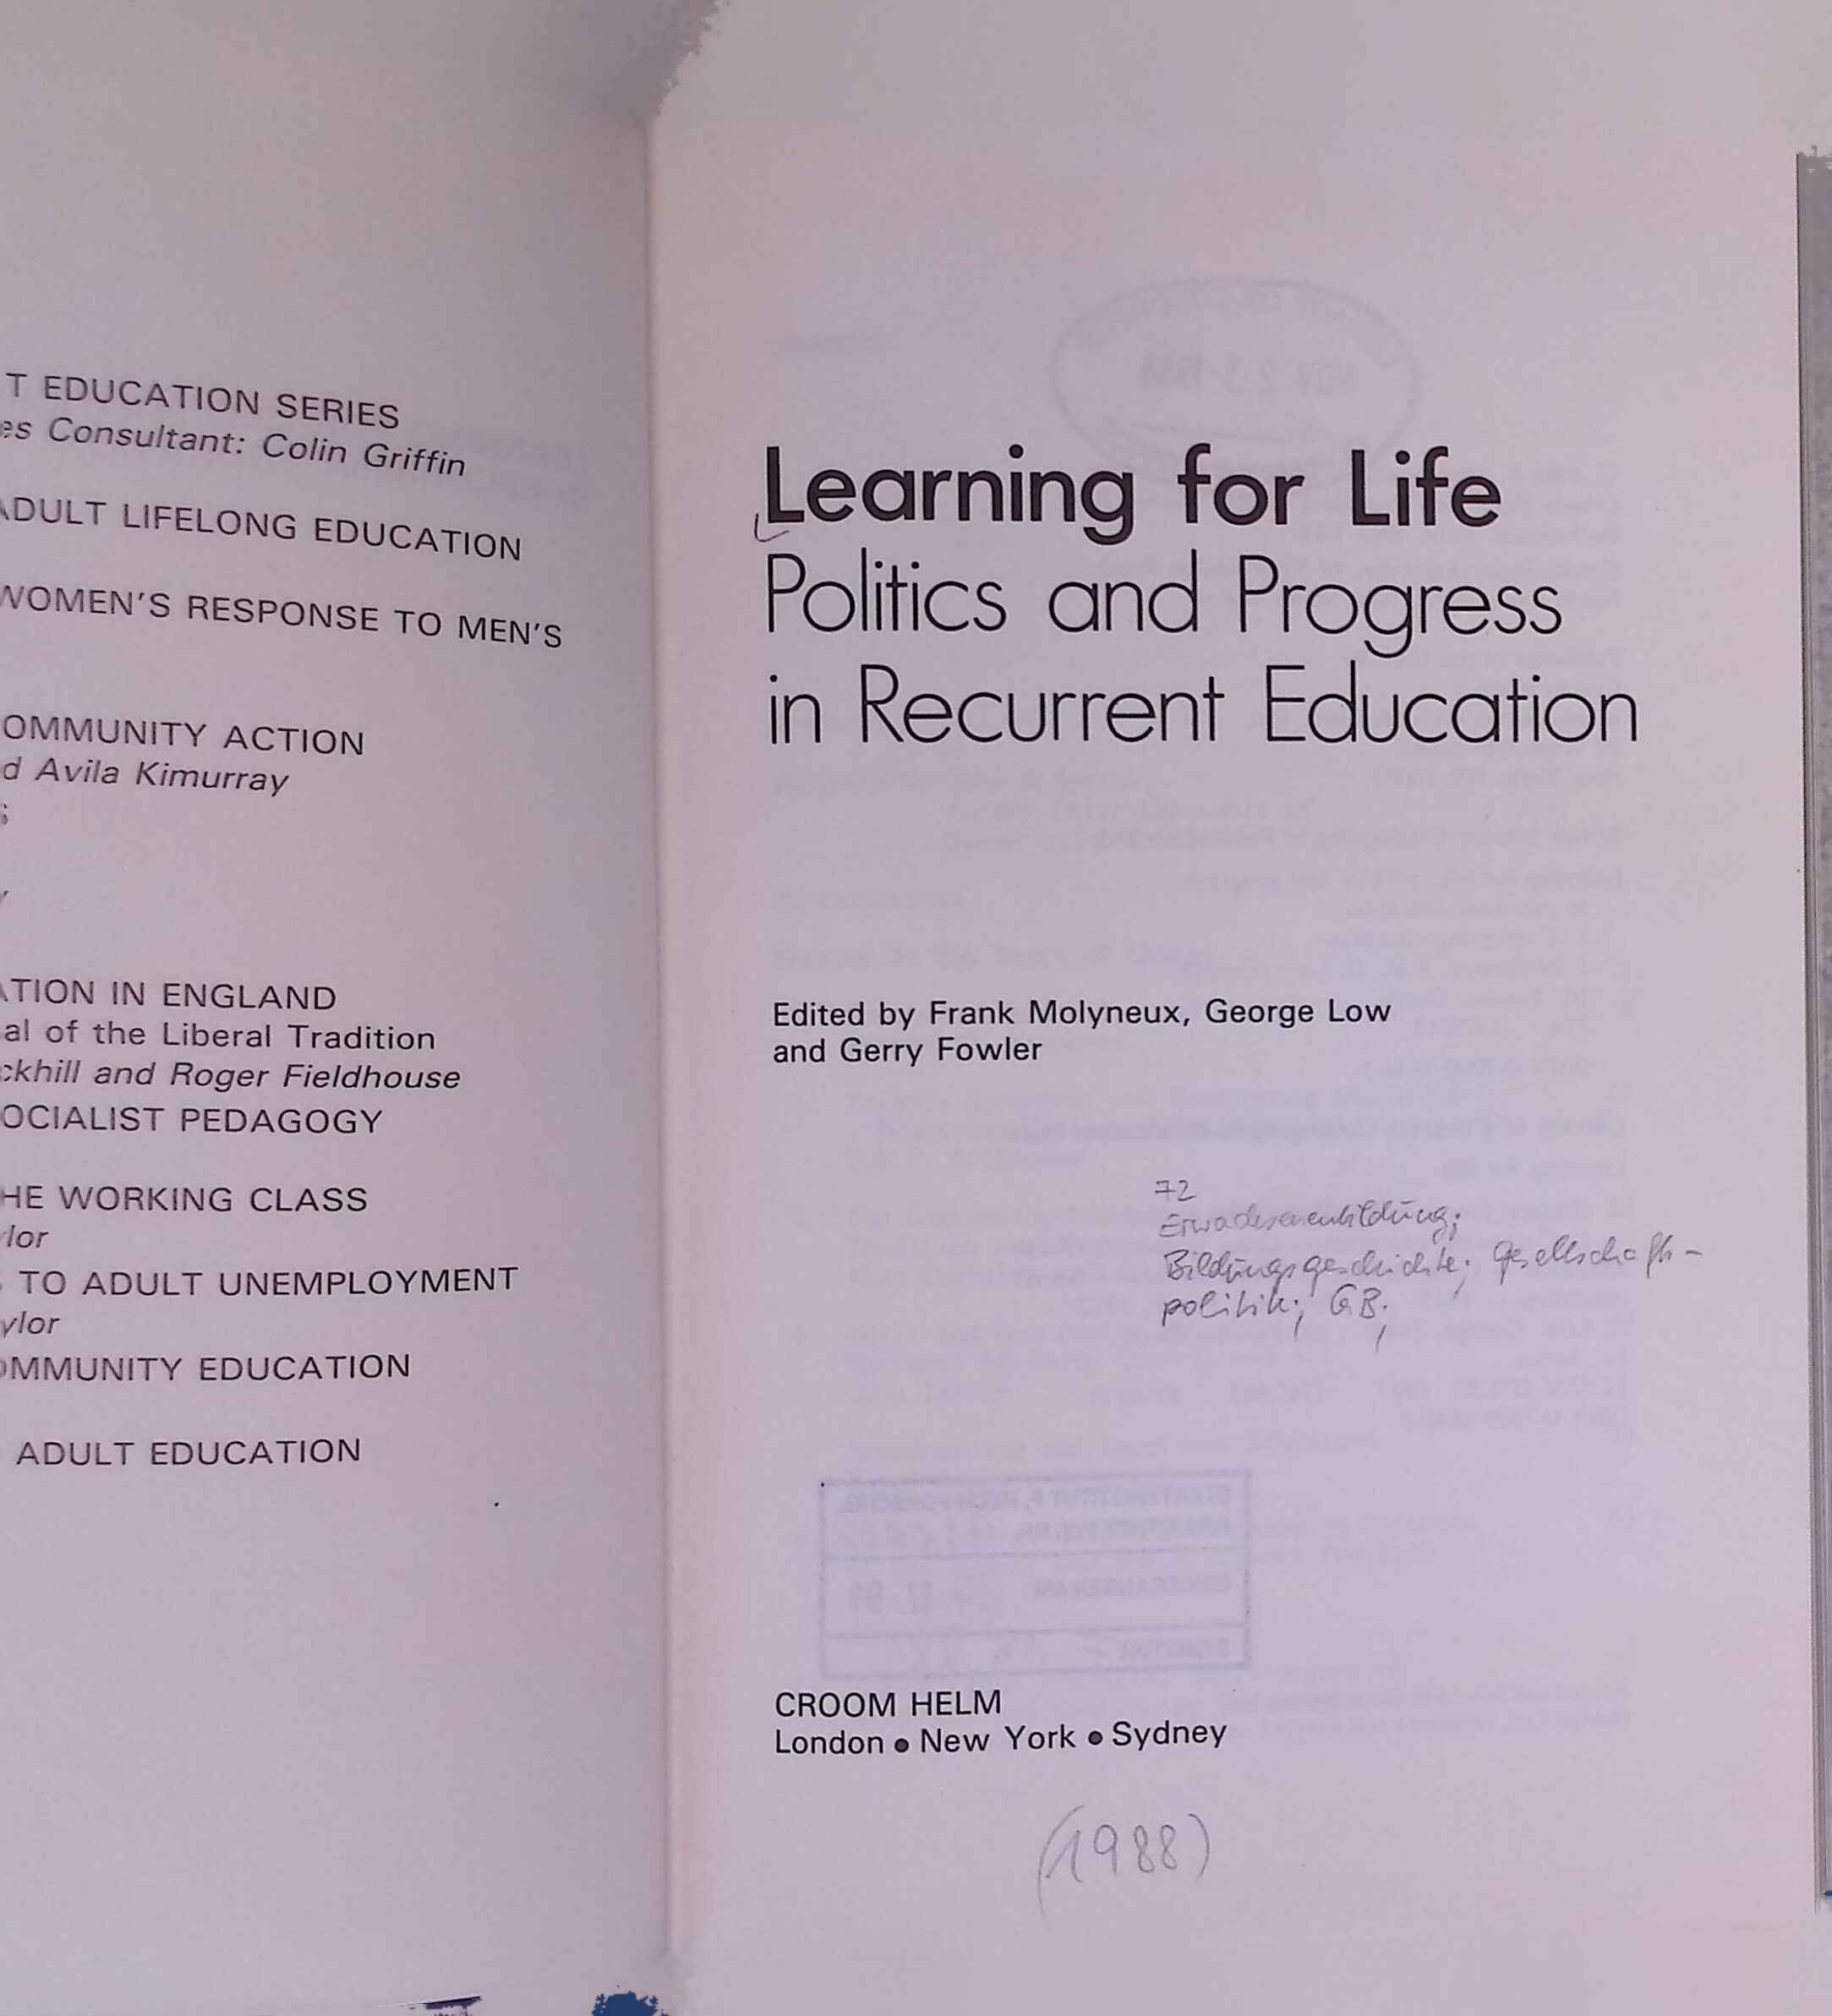 T EDUCATION SERIES
es Consultant: Colin Griffin
ADULT LIFELONG EDUCATION
WOMEN'S RESPONSE TO MEN'S
OMMUNITY ACTION
d Avila Kimurray
ATION IN ENGLAND
al of the Liberal Tradition
ckhill and Roger Fieldhouse
OCIALIST PEDAGOGY
HE WORKING CLASS
lor
TO ADULT UNEMPLOYMENT
ylor
OMMUNITY EDUCATION
ADULT EDUCATION
Learning for Life
Politics and Progress
in Recurrent Education
Edited by Frank Molyneux, George Low
and Gerry Fowler
72
Erwachsenenbildung;
Bildungsgeschichte; Gesellschafts-
politik; GB;
CROOM HELM
London • New York • Sydney
(1988)